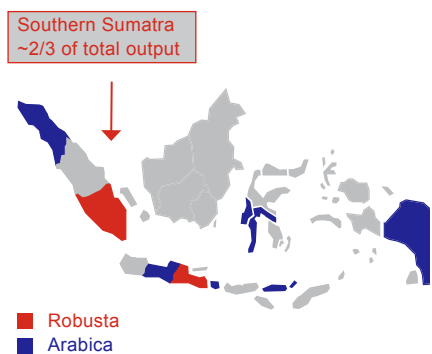 Southern Sumatra
~2/3 of total output
Robusta
Arabica